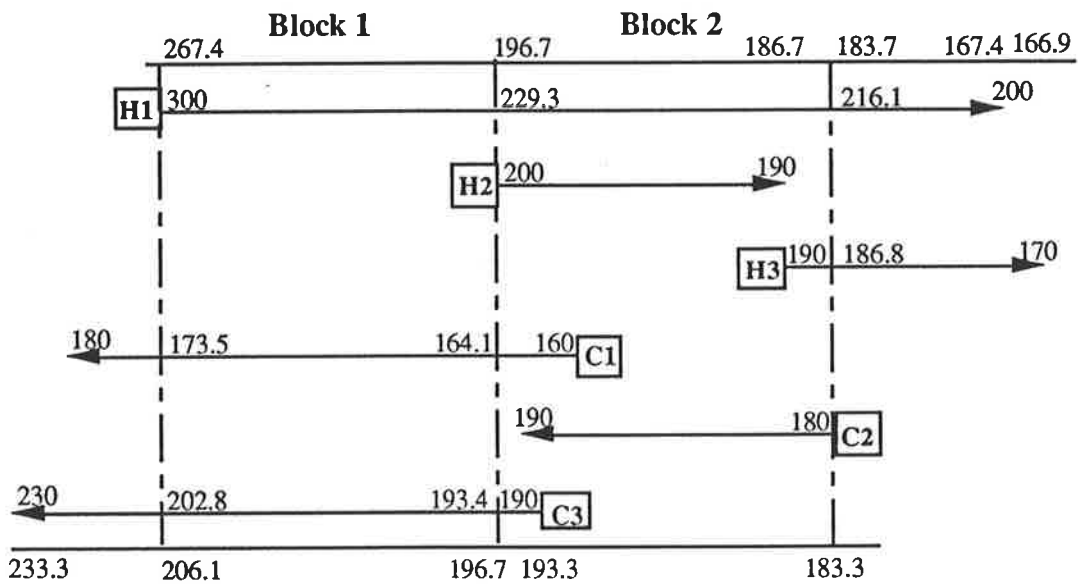 Block 1 Block 2
267.4 196.7 186.7 183.7 167.4 166.9
H1 300 229.3 216.1 200
H2 200 190
H3 190 186.8 170
180 173.5 164.1 160 C1
190 180 C2
230 202.8 193.4 190 C3
233.3 206.1 196.7 193.3 183.3